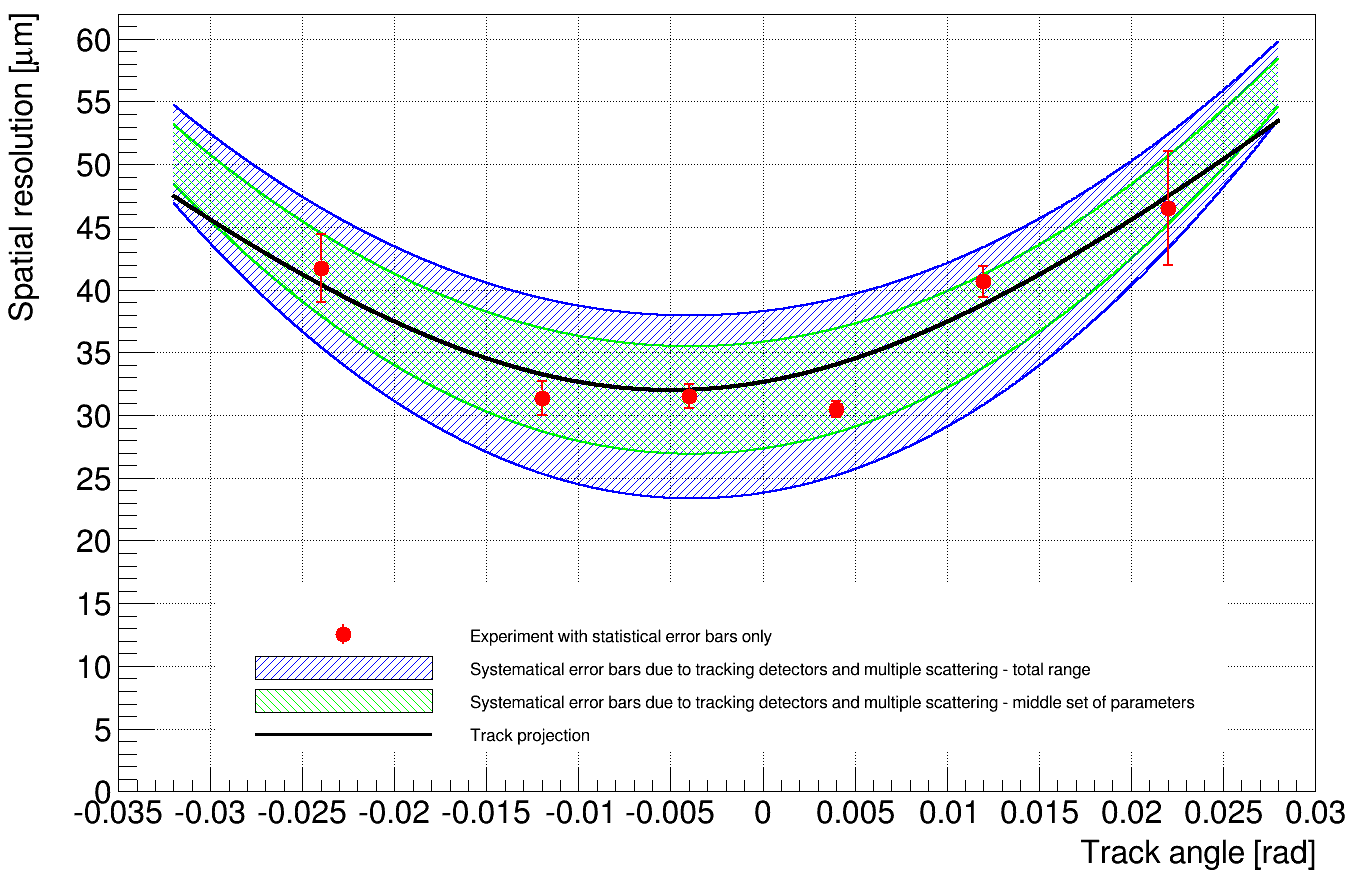 Spatial resolution [μm]
60
55
50
45
40
35
30
25
20
15
10
5
0
Experiment with statistical error bars only
Systematical error bars due to tracking detectors and multiple scattering - total range
Systematical error bars due to tracking detectors and multiple scattering - middle set of parameters
Track projection
-0.035 -0.03 -0.025 -0.02 -0.015 -0.01 -0.005 0 0.005 0.01 0.015 0.02 0.025 0.03
Track angle [rad]